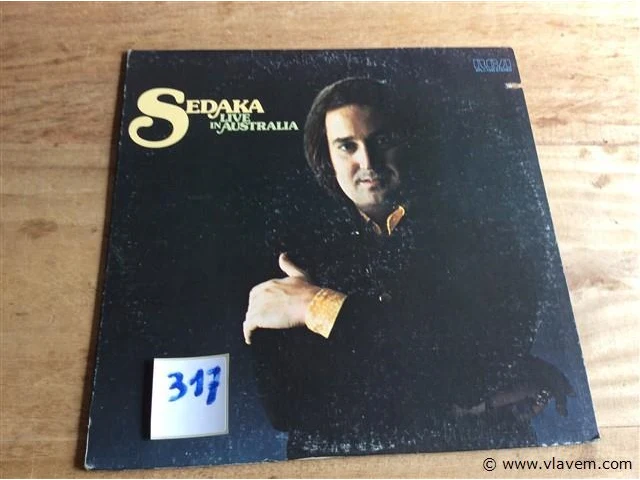 RCA
SEDAKA
LIVE
IN AUSTRALIA
317
© www.vlavem.com